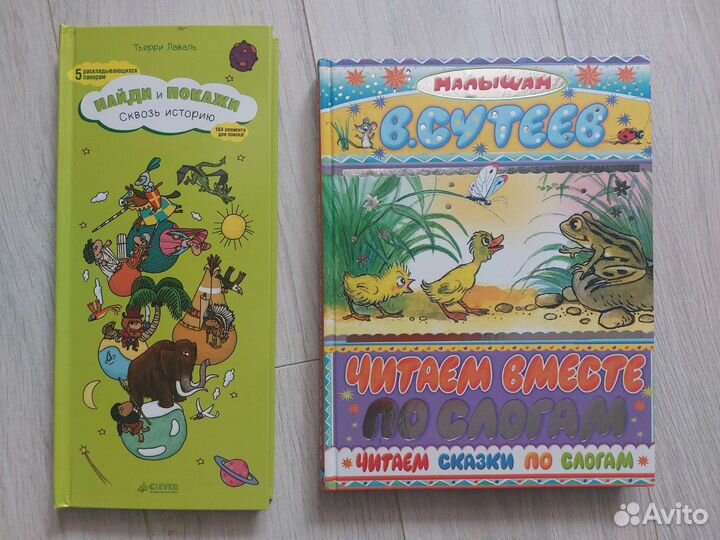 Тьерри Лаваль
5 раскладывающихся
панорам
НАЙДИ и ПОКАЖИ
Сквозь историю
164 элемента
для поиска!
CLEVER
МАЛЫШАМ
В.СУТЕЕВ
ЧИТАЕМ ВМЕСТЕ
ПО СЛОГАМ
ЧИТАЕМ СКАЗКИ ПО СЛОГАМ
Avito